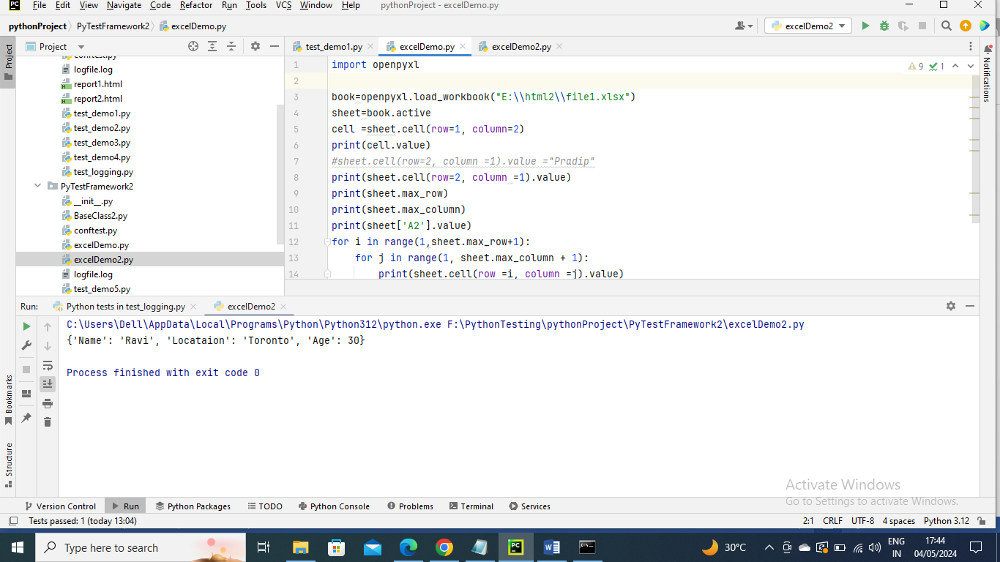 PC File Edit View Navigate Code Refactor Run Tools VCS Window Help pythonProject - excelDemo.py
pythonProject PyTestFramework2 excelDemo.py excelDemo2
Project
test_demo1.py excelDemo.py excelDemo2.py
Project
Notifications
conftest.py
logfile.log
report1.html
report2.html
test_demo1.py
test_demo2.py
test_demo3.py
test_demo4.py
test_logging.py
PyTestFramework2
__init__.py
BaseClass2.py
conftest.py
excelDemo.py
excelDemo2.py
logfile.log
test_demo5.py
9 1
1 import openpyxl
2
3 book=openpyxl.load_workbook("E:\\html2\\file1.xlsx")
4 sheet=book.active
5 cell =sheet.cell(row=1, column=2)
6 print(cell.value)
7 #sheet.cell(row=2, column =1).value ="Pradip"
8 print(sheet.cell(row=2, column =1).value)
9 print(sheet.max_row)
10 print(sheet.max_column)
11 print(sheet['A2'].value)
12 for i in range(1,sheet.max_row+1):
13 for j in range(1, sheet.max_column + 1):
14 print(sheet.cell(row =i, column =j).value)
Run: Python tests in test_logging.py excelDemo2
C:\Users\Dell\AppData\Local\Programs\Python\Python312\python.exe F:\PythonTesting\pythonProject\PyTestFramework2\excelDemo2.py
{'Name': 'Ravi', 'Locataion': 'Toronto', 'Age': 30}
Process finished with exit code 0
Bookmarks
Structure
Activate Windows
Go to Settings to activate Windows.
Version Control Run Python Packages TODO Python Console Problems Terminal Services
Tests passed: 1 (today 13:04) 2:1 CRLF UTF-8 4 spaces Python 3.12
Type here to search
PC
W
30°C
ENG
IN
17:44
04/05/2024